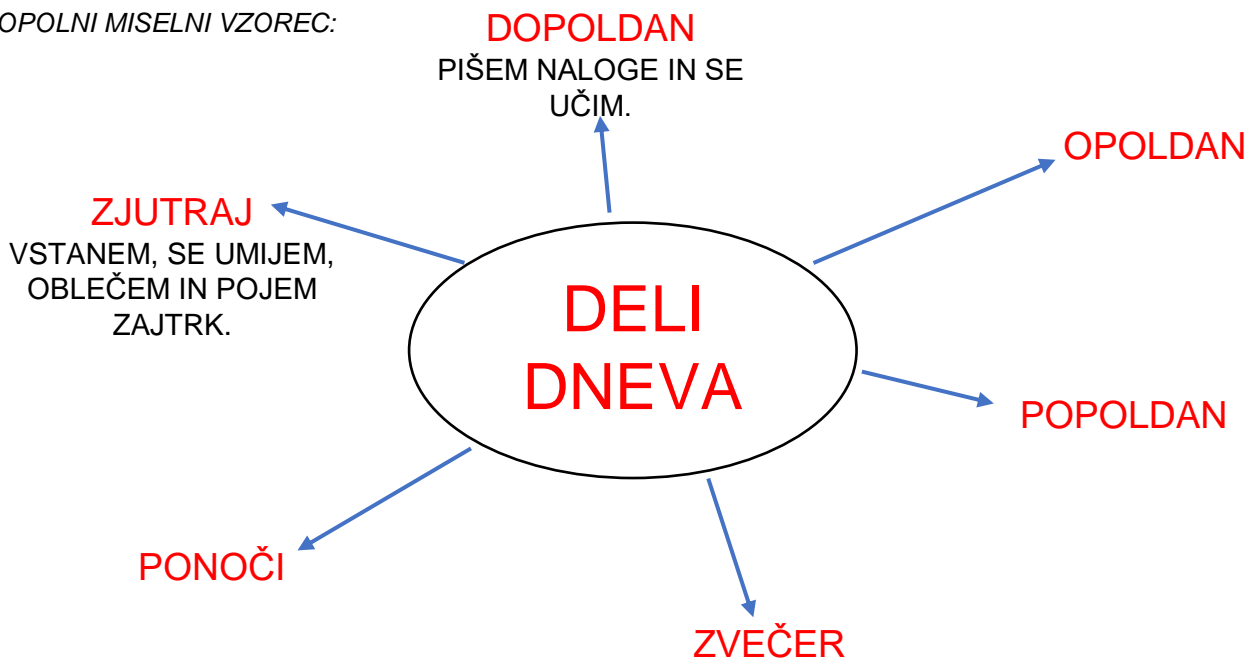 OPOLNI MISELNI VZOREC:
DOPOLDAN
PIŠEM NALOGE IN SE
UČIM.
OPOLDAN
ZJUTRAJ
VSTANEM, SE UMIJEM,
OBLEČEM IN POJEM
ZAJTRK.
DELI
DNEVA
POPOLDAN
PONOČI
ZVEČER